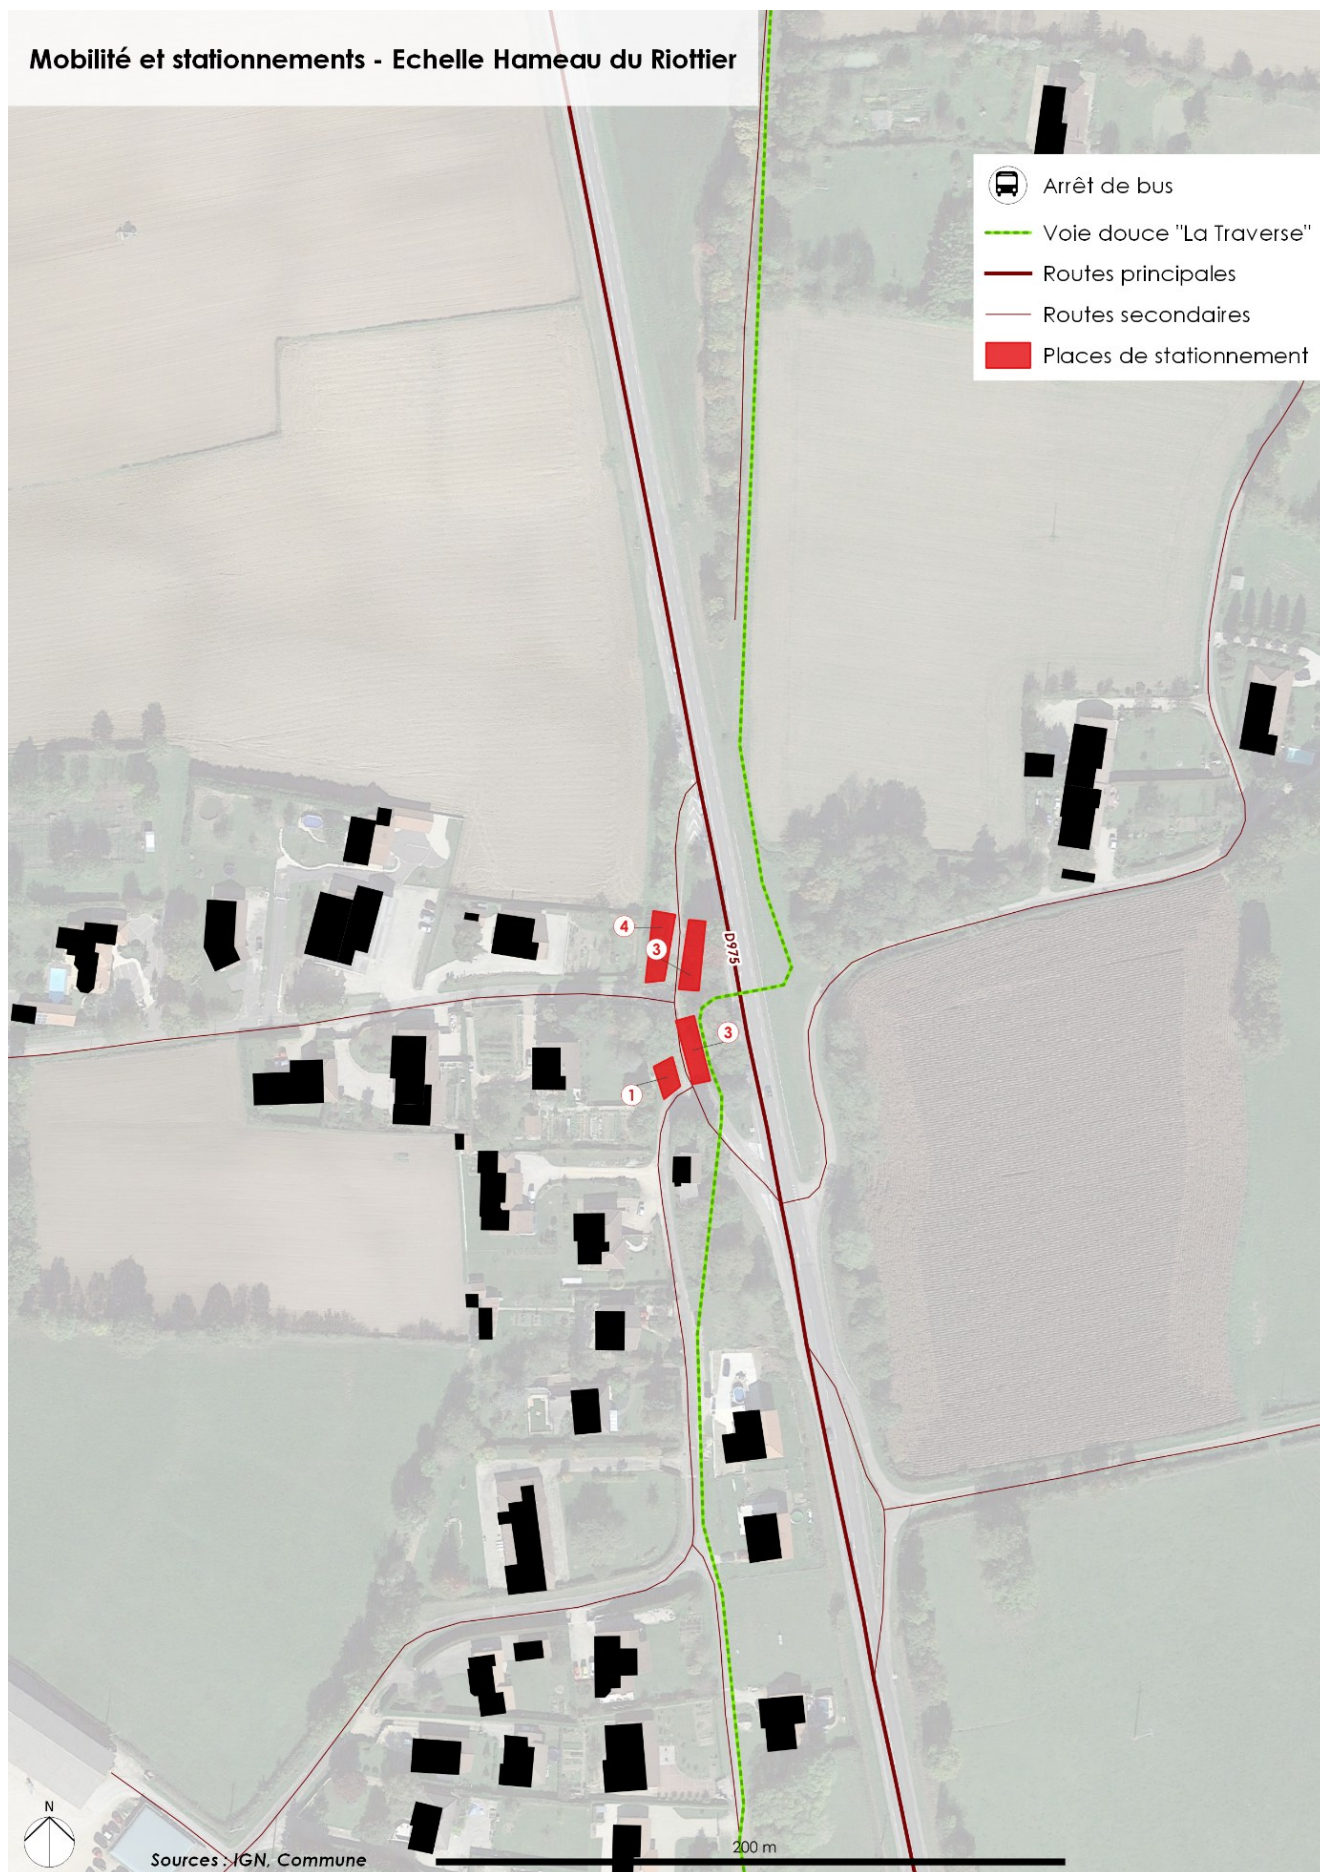 Mobilité et stationnements - Echelle Hameau du Riottier
Arrêt de bus
Voie douce "La Traverse"
Routes principales
Routes secondaires
Places de stationnement
4
3
D975
3
1
N
Sources : IGN, Commune
200 m